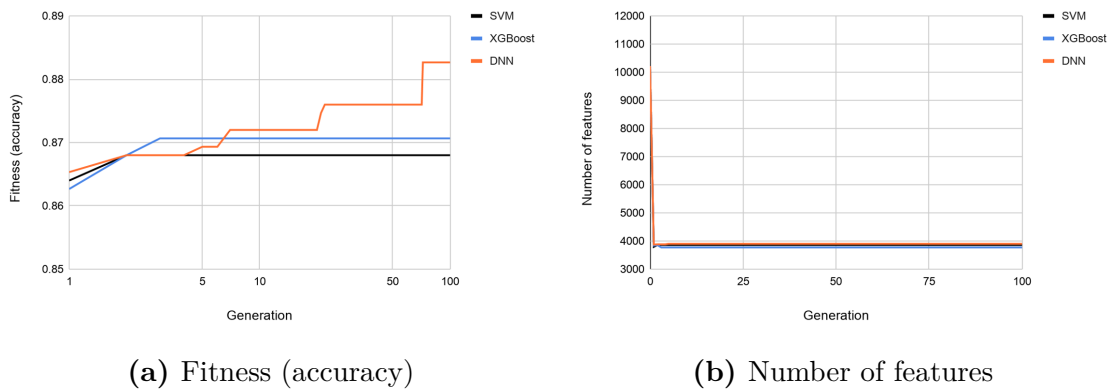 Fitness (accuracy)
0.89
0.88
0.87
0.86
0.85
1
5
10
50
100
Generation
SVM
XGBoost
DNN
(a) Fitness (accuracy)
Number of features
12000
11000
10000
9000
8000
7000
6000
5000
4000
3000
0
25
50
75
100
Generation
SVM
XGBoost
DNN
(b) Number of features